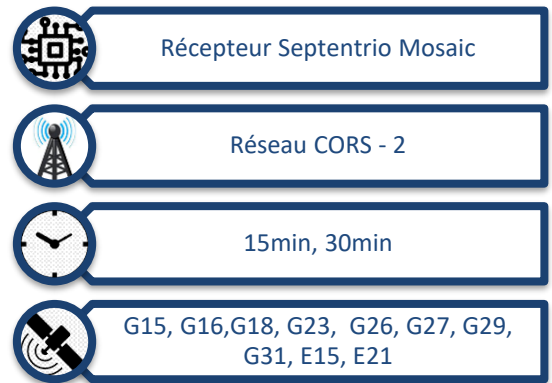 Récepteur Septentrio Mosaic
Réseau CORS - 2
15min, 30min
G15, G16,G18, G23, G26, G27, G29,
G31, E15, E21